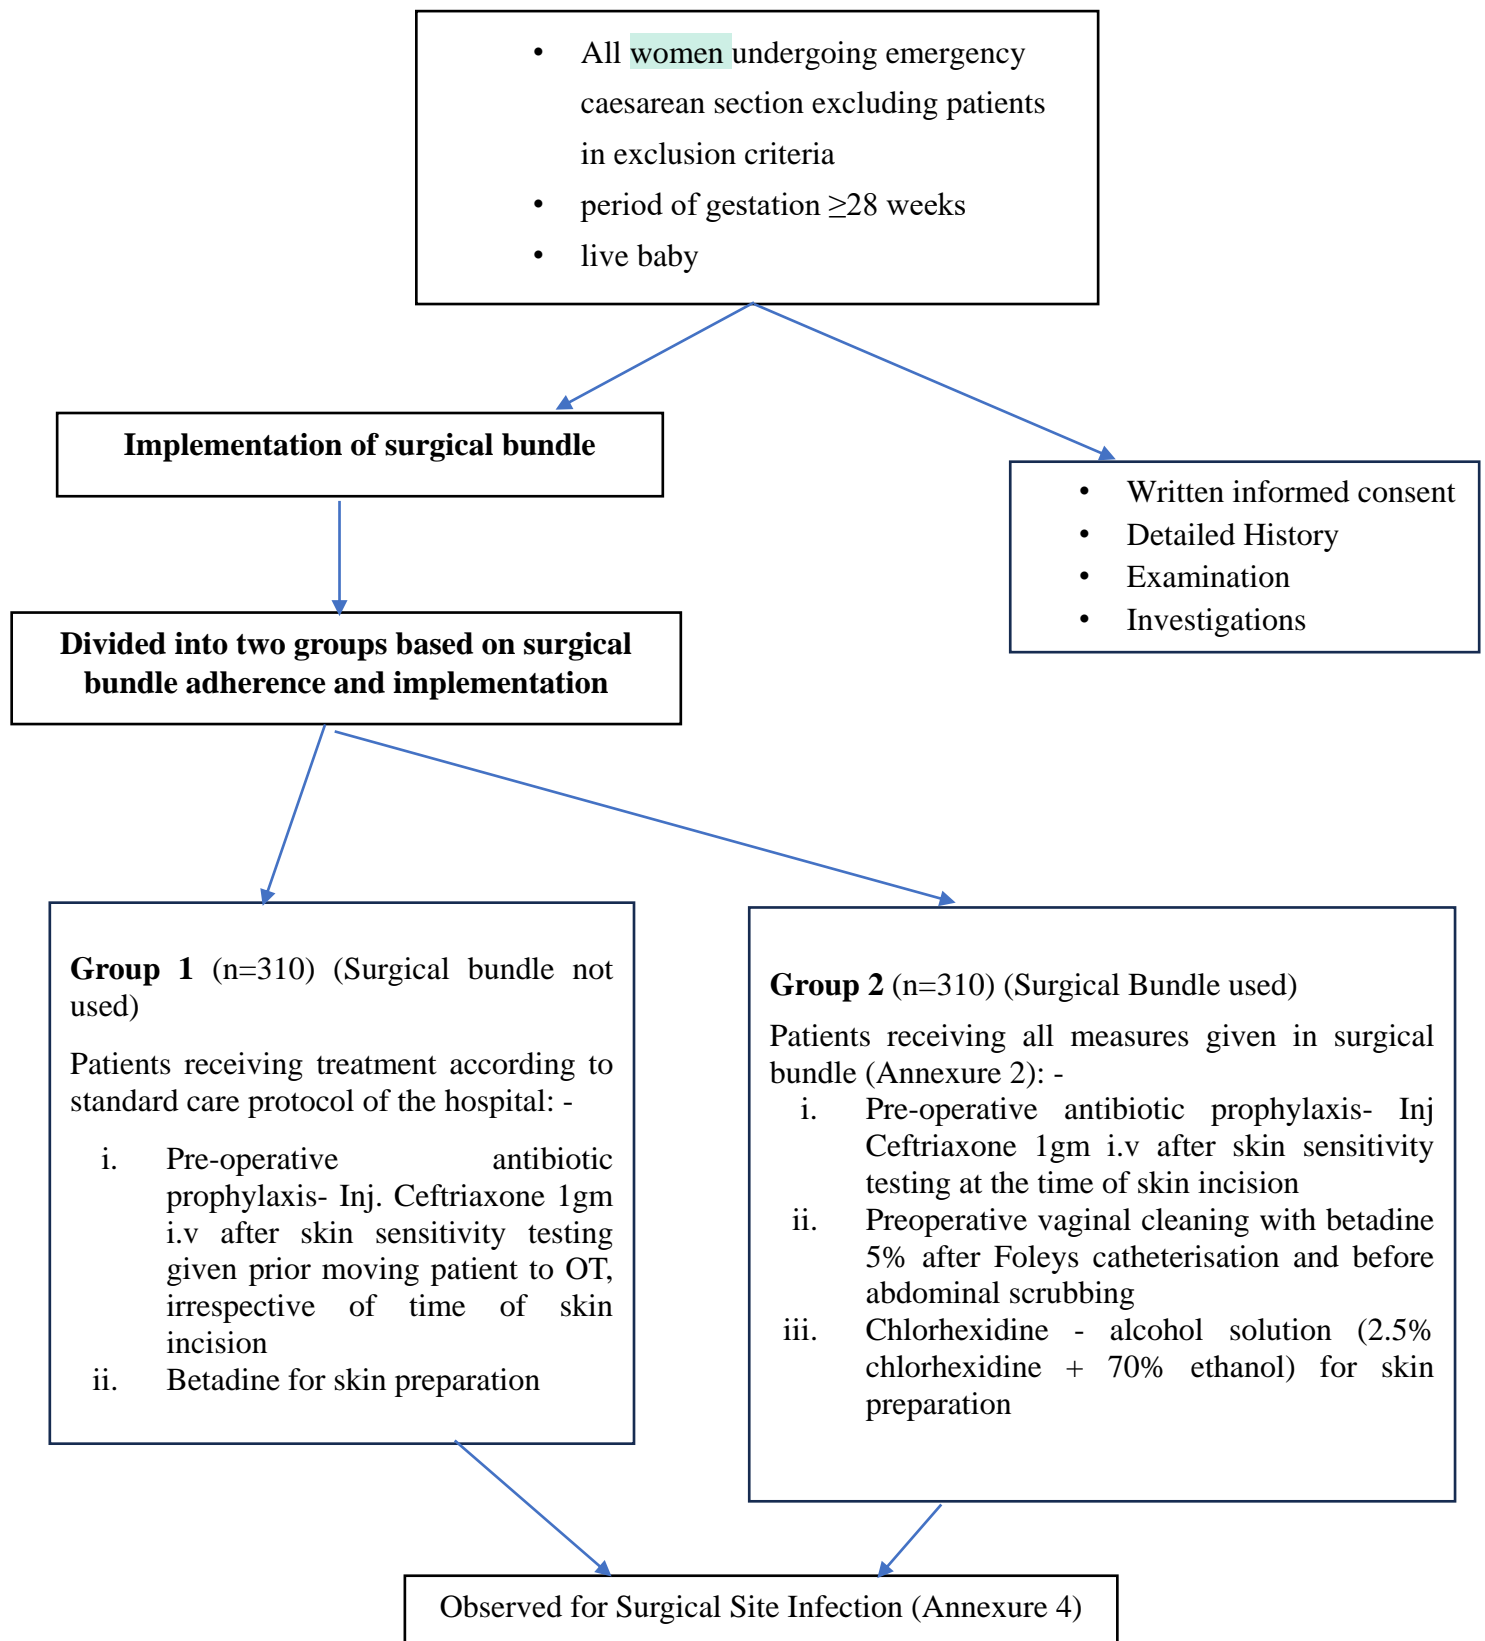 • All women undergoing emergency
caesarean section excluding patients
in exclusion criteria
• period of gestation ≥28 weeks
• live baby
Implementation of surgical bundle
• Written informed consent
• Detailed History
• Examination
• Investigations
Divided into two groups based on surgical
bundle adherence and implementation
Group 1 (n=310) (Surgical bundle not
used)
Patients receiving treatment according to
standard care protocol of the hospital: -
i. Pre-operative antibiotic
prophylaxis- Inj. Ceftriaxone 1gm
i.v after skin sensitivity testing
given prior moving patient to OT,
irrespective of time of skin
incision
ii. Betadine for skin preparation
Group 2 (n=310) (Surgical Bundle used)
Patients receiving all measures given in surgical
bundle (Annexure 2): -
i. Pre-operative antibiotic prophylaxis- Inj
Ceftriaxone 1gm i.v after skin sensitivity
testing at the time of skin incision
ii. Preoperative vaginal cleaning with betadine
5% after Foleys catheterisation and before
abdominal scrubbing
iii. Chlorhexidine - alcohol solution (2.5%
chlorhexidine + 70% ethanol) for skin
preparation
Observed for Surgical Site Infection (Annexure 4)